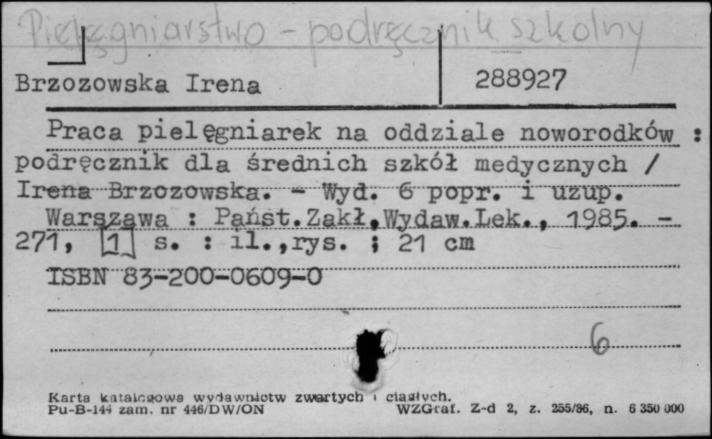 Pielęgniarstwo - podręcznik szkolny
Brzozowska Irena 288927
Praca pielęgniarek na oddziale noworodków :
podręcznik dla średnich szkół medycznych /
Irena Brzozowska. - Wyd. 6 popr. i uzup.
Warszawa : Państ.Zakł.Wydaw.Lek., 1985. -
271, [1] s. : il.,rys. ; 21 cm
ISBN 83-200-0609-0
6
Karta katalogowa wydawnictw zwartych i ciągłych.
Pu-B-144 zam. nr 446/DW/ON WZGraf. Z-d 2, z. 255/86, n. 6 350 000